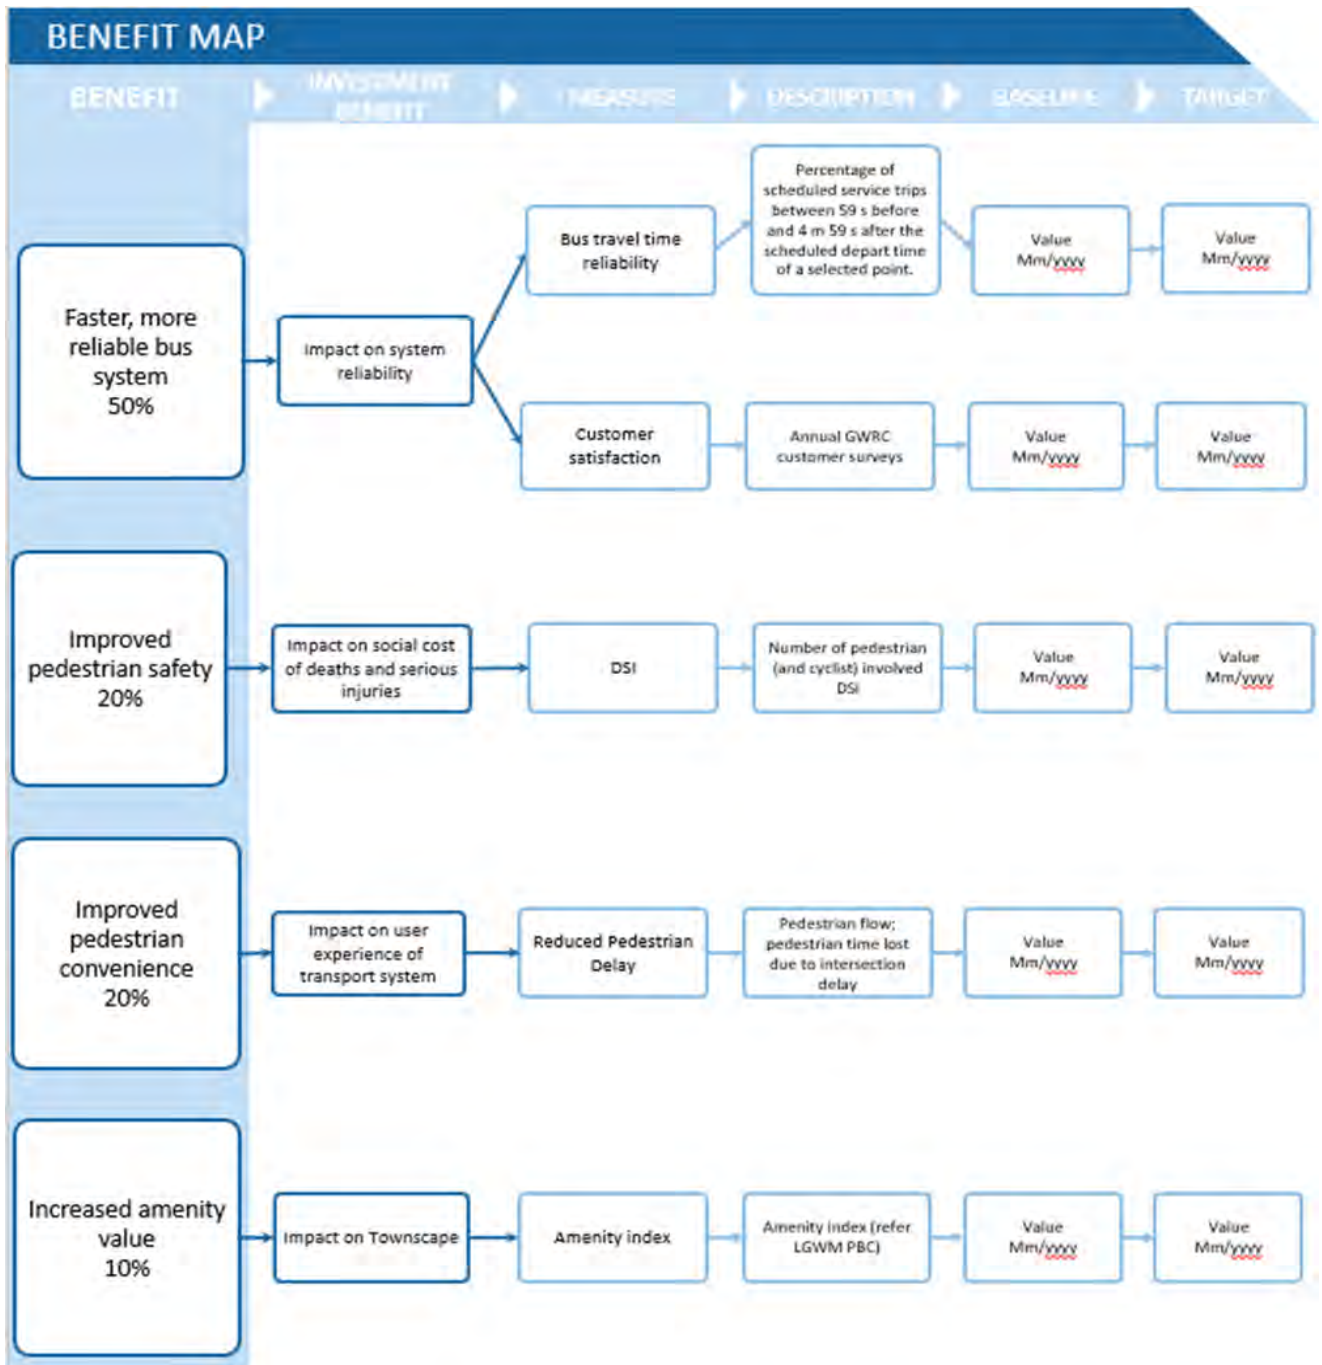 BENEFIT MAP
BENEFIT
INVESTMENT
BENEFIT
MEASURE
DESCRIPTION
BASELINE
TARGET
Faster, more
reliable bus
system
50%
Impact on system
reliability
Bus travel time
reliability
Percentage of
scheduled service trips
between 59 s before
and 4 m 59 s after the
scheduled depart time
of a selected point.
Value
Mm/yyyy
Value
Mm/yyyy
Customer
satisfaction
Annual GWRC
customer surveys
Value
Mm/yyyy
Value
Mm/yyyy
Improved
pedestrian safety
20%
Impact on social cost
of deaths and serious
injuries
DSI
Number of pedestrian
(and cyclist) involved
DSI
Value
Mm/yyyy
Value
Mm/yyyy
Improved
pedestrian
convenience
20%
Impact on user
experience of
transport system
Reduced Pedestrian
Delay
Pedestrian flow;
pedestrian time lost
due to intersection
delay
Value
Mm/yyyy
Value
Mm/yyyy
Increased amenity
value
10%
Impact on Townscape
Amenity index
Amenity Index (refer
LGWM PBC)
Value
Mm/yyyy
Value
Mm/yyyy